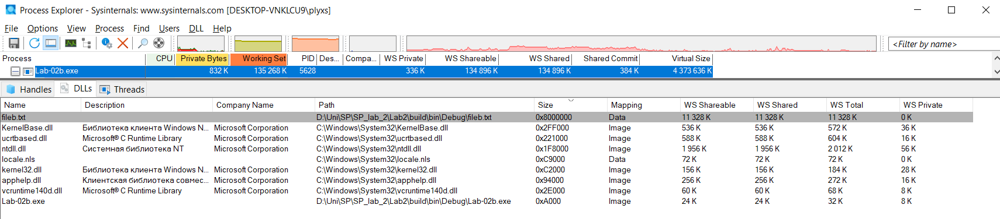 Process Explorer - Sysinternals: www.sysinternals.com [DESKTOP-VNKLCU9\plyxs]
File Options View Process Find Users DLL Help
<Filter by name>
Process CPU Private Bytes Working Set PID Des... Compa... WS Private WS Shareable WS Shared Shared Commit Virtual Size
Lab-02b.exe 832 K 135 268 K 5628 336 K 134 896 K 134 896 K 384 K 4 373 636 K
Handles DLLs Threads
Name Description Company Name Path Size Mapping WS Shareable WS Shared WS Total WS Private
fileb.txt D:\Uni\SP\SP_lab_2\Lab2\build\bin\Debug\fileb.txt 0x8000000 Data 11 328 K 11 328 K 11 328 K 0 K
KernelBase.dll Библиотека клиента Windows N... Microsoft Corporation C:\Windows\System32\KernelBase.dll 0x2FF000 Image 536 K 536 K 572 K 36 K
ucrtbased.dll Microsoft® C Runtime Library Microsoft Corporation C:\Windows\System32\ucrtbased.dll 0x221000 Image 588 K 588 K 604 K 16 K
ntdll.dll Системная библиотека NT Microsoft Corporation C:\Windows\System32\ntdll.dll 0x1F8000 Image 1 956 K 1 956 K 2 012 K 56 K
locale.nls C:\Windows\System32\locale.nls 0xC9000 Data 72 K 72 K 72 K 0 K
kernel32.dll Библиотека клиента Windows N... Microsoft Corporation C:\Windows\System32\kernel32.dll 0xC2000 Image 156 K 156 K 184 K 28 K
apphelp.dll Клиентская библиотека совмес... Microsoft Corporation C:\Windows\System32\apphelp.dll 0x94000 Image 256 K 256 K 272 K 16 K
vcruntime140d.dll Microsoft® C Runtime Library Microsoft Corporation C:\Windows\System32\vcruntime140d.dll 0x2E000 Image 60 K 60 K 68 K 8 K
Lab-02b.exe D:\Uni\SP\SP_lab_2\Lab2\build\bin\Debug\Lab-02b.exe 0xA000 Image 24 K 24 K 32 K 8 K